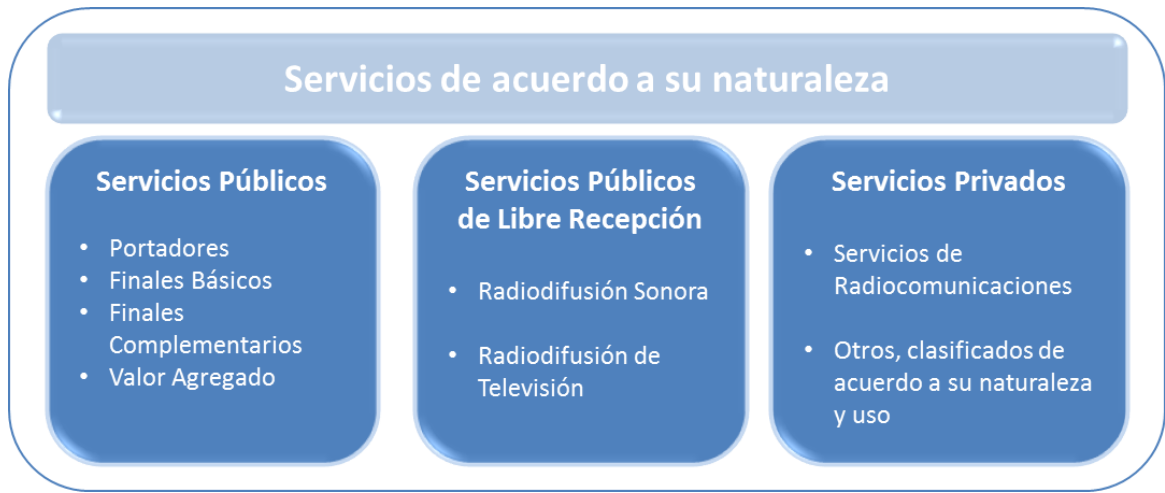 Servicios de acuerdo a su naturaleza
Servicios Públicos
• Portadores
• Finales Básicos
• Finales
Complementarios
• Valor Agregado
Servicios Públicos
de Libre Recepción
• Radiodifusión Sonora
• Radiodifusión de
Televisión
Servicios Privados
• Servicios de
Radiocomunicaciones
• Otros, clasificados de
acuerdo a su naturaleza
y uso